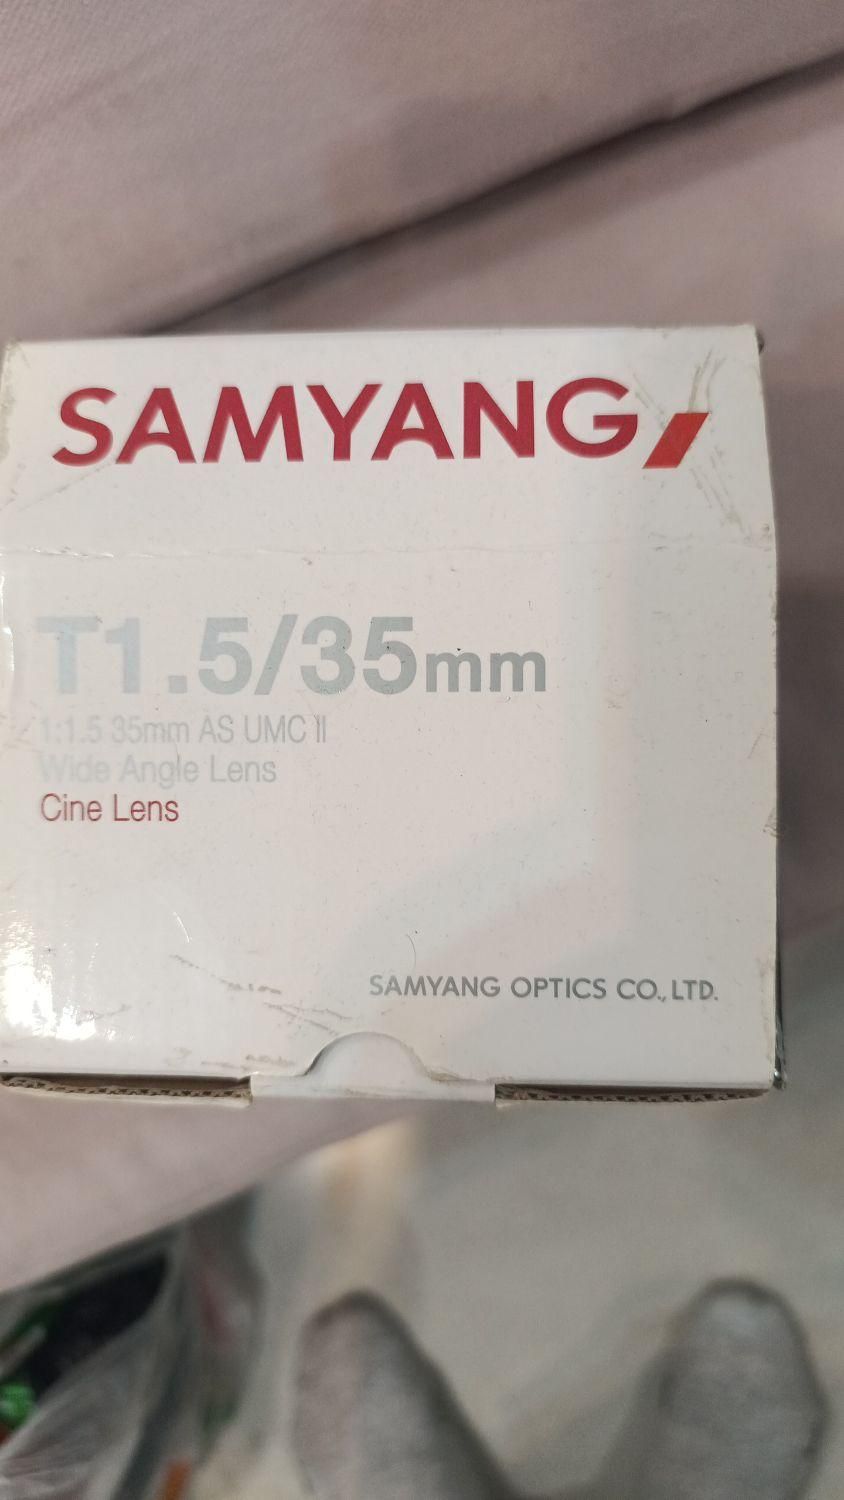 SAMYANG
T1.5/35mm
1:1.5 35mm AS UMC II
Wide Angle Lens
Cine Lens
SAMYANG OPTICS CO., LTD.